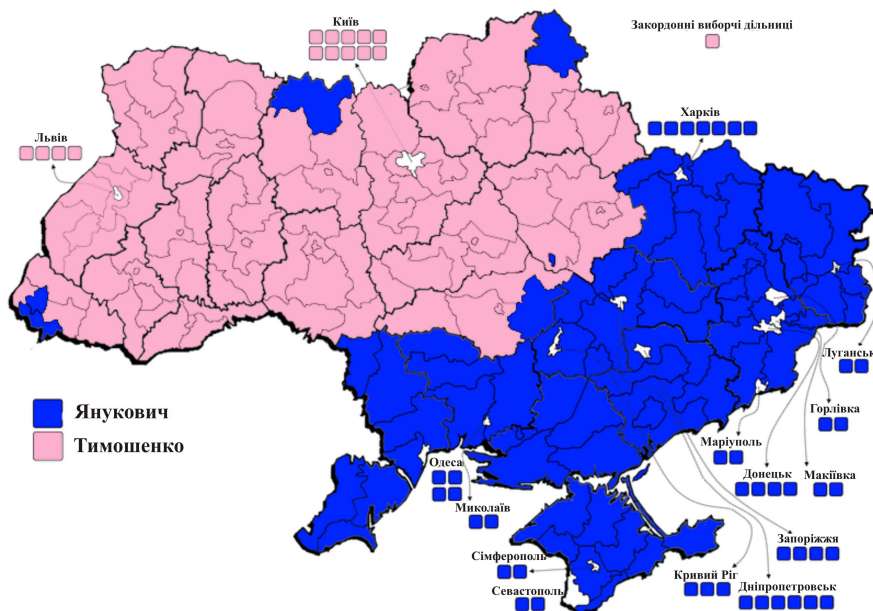 Київ
Закордонні виборчі дільниці
Харків
Львів
Луганськ
Янукович
Тимошенко
Горлівка
Маріуполь
Одеса
Донецьк
Макіївка
Миколаїв
Запоріжжя
Сімферополь
Кривий Ріг
Дніпропетровськ
Севастополь